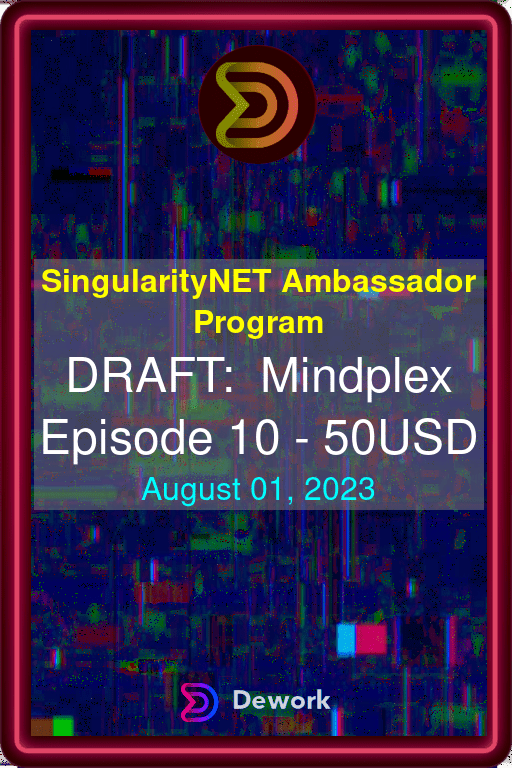 SingularityNET Ambassador
Program
DRAFT:  Mindplex
Episode 10 - 50USD
August 01, 2023
Dework